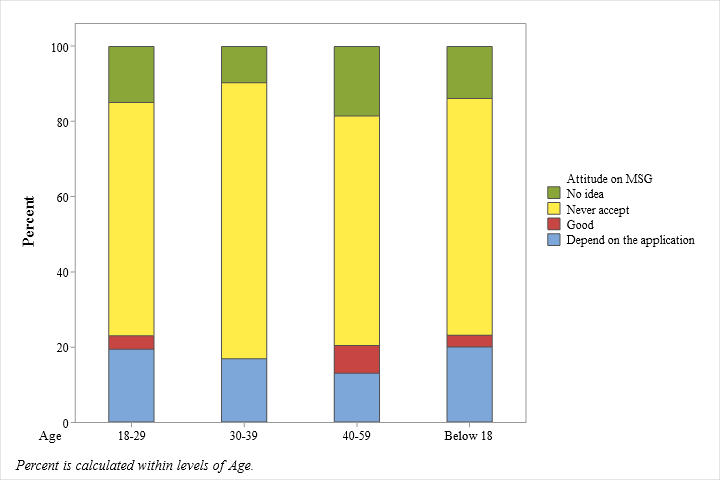 100
80
60
40
20
0
Percent
Age
18-29
30-39
40-59
Below 18
Attitude on MSG
No idea
Never accept
Good
Depend on the application
Percent is calculated within levels of Age.